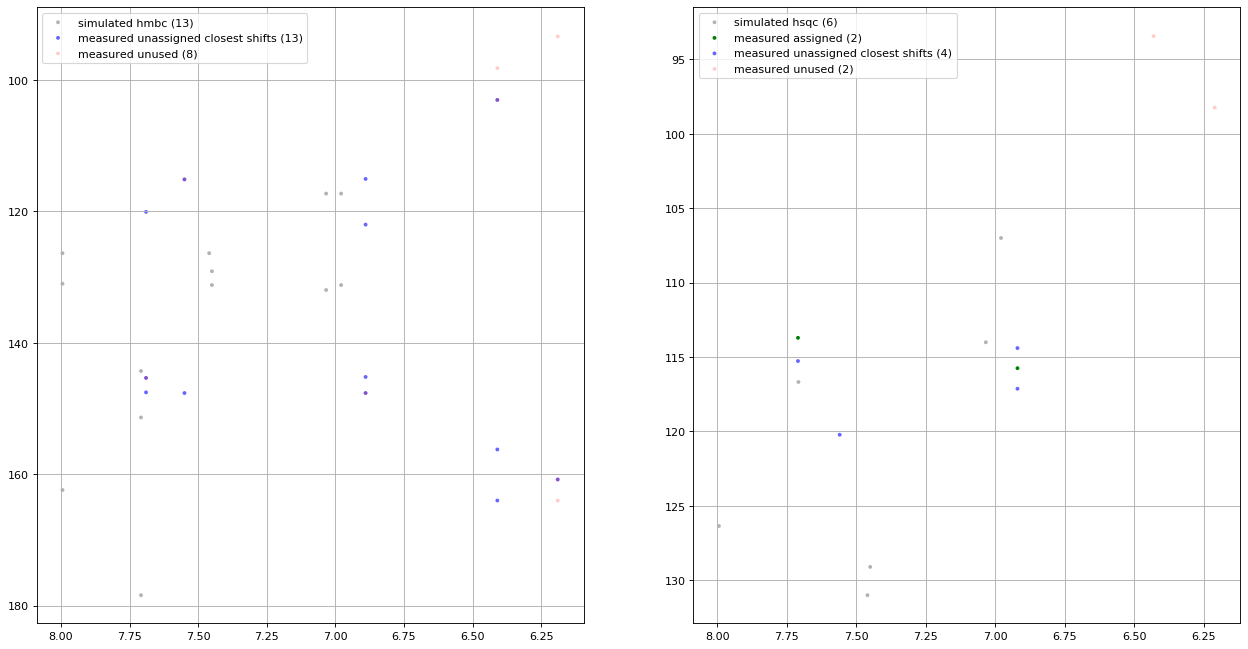 simulated hmbc (13)
measured unassigned closest shifts (13)
measured unused (8)
100
120
140
160
180
8.00 7.75 7.50 7.25 7.00 6.75 6.50 6.25
simulated hsqc (6)
measured assigned (2)
measured unassigned closest shifts (4)
measured unused (2)
95
100
105
110
115
120
125
130
8.00 7.75 7.50 7.25 7.00 6.75 6.50 6.25